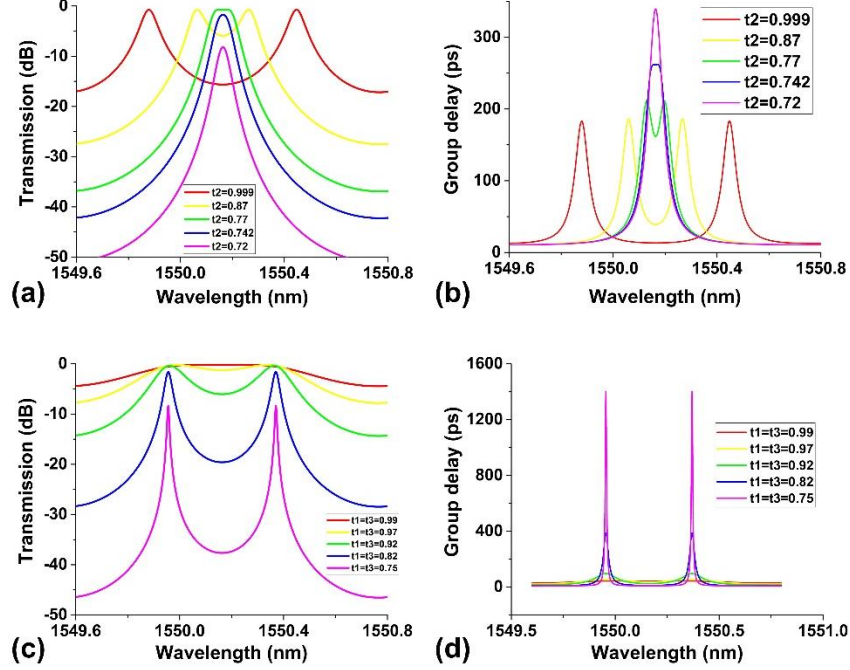 0
-10
-20
-30
-40
-50
Transmission (dB)
t2=0.999
t2=0.87
t2=0.77
t2=0.742
t2=0.72
1549.6 1550.0 1550.4 1550.8
Wavelength (nm)
(a)
300
200
100
0
Group delay (ps)
t2=0.999
t2=0.87
t2=0.77
t2=0.742
t2=0.72
1549.6 1550.0 1550.4 1550.8
Wavelength (nm)
(b)
0
-10
-20
-30
-40
-50
Transmission (dB)
t1=t3=0.99
t1=t3=0.97
t1=t3=0.92
t1=t3=0.82
t1=t3=0.75
1549.6 1550.0 1550.4 1550.8
Wavelength (nm)
(c)
1600
1200
800
400
0
Group delay (ps)
t1=t3=0.99
t1=t3=0.97
t1=t3=0.92
t1=t3=0.82
t1=t3=0.75
1549.5 1550.0 1550.5 1551.0
Wavelength (nm)
(d)